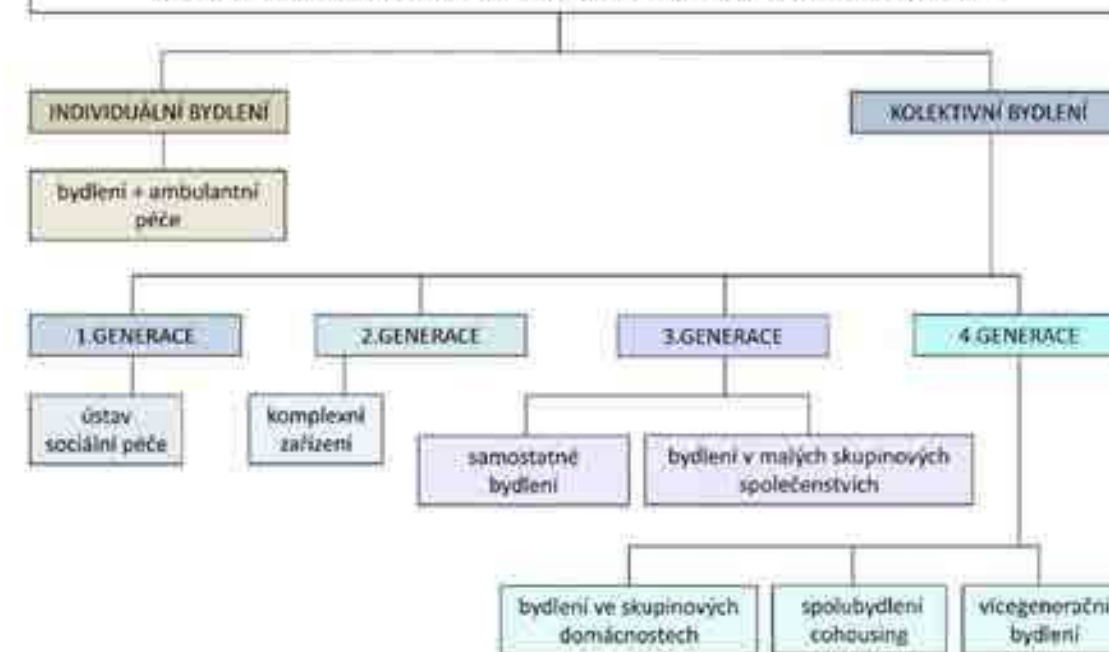 INDIVIDUÁLNÍ BYDLENÍ
KOLEKTIVNÍ BYDLENÍ
bydlení + ambulantní
péče
1.GENERACE
2.GENERACE
3.GENERACE
4.GENERACE
ústav
sociální péče
komplexní
zařízení
samostatné
bydlení
bydlení v malých skupinových
společenstvích
bydlení ve skupinových
domácnostech
spolubydlení
cohousing
vícegenerační
bydlení